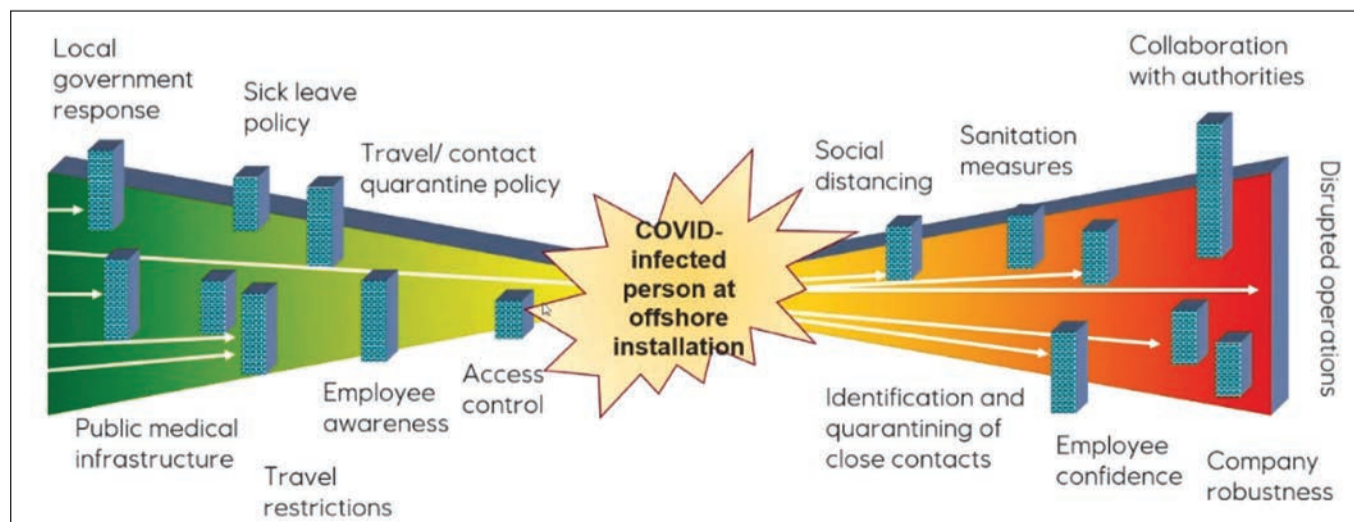 Local
government
response
Sick leave
policy
Travel/ contact
quarantine policy
Public medical
infrastructure
Travel
restrictions
Employee
awareness
Access
control
COVID-
infected
person at
offshore
installation
Social
distancing
Sanitation
measures
Collaboration
with authorities
Identification and
quarantining of
close contacts
Employee
confidence
Company
robustness
Disrupted operations